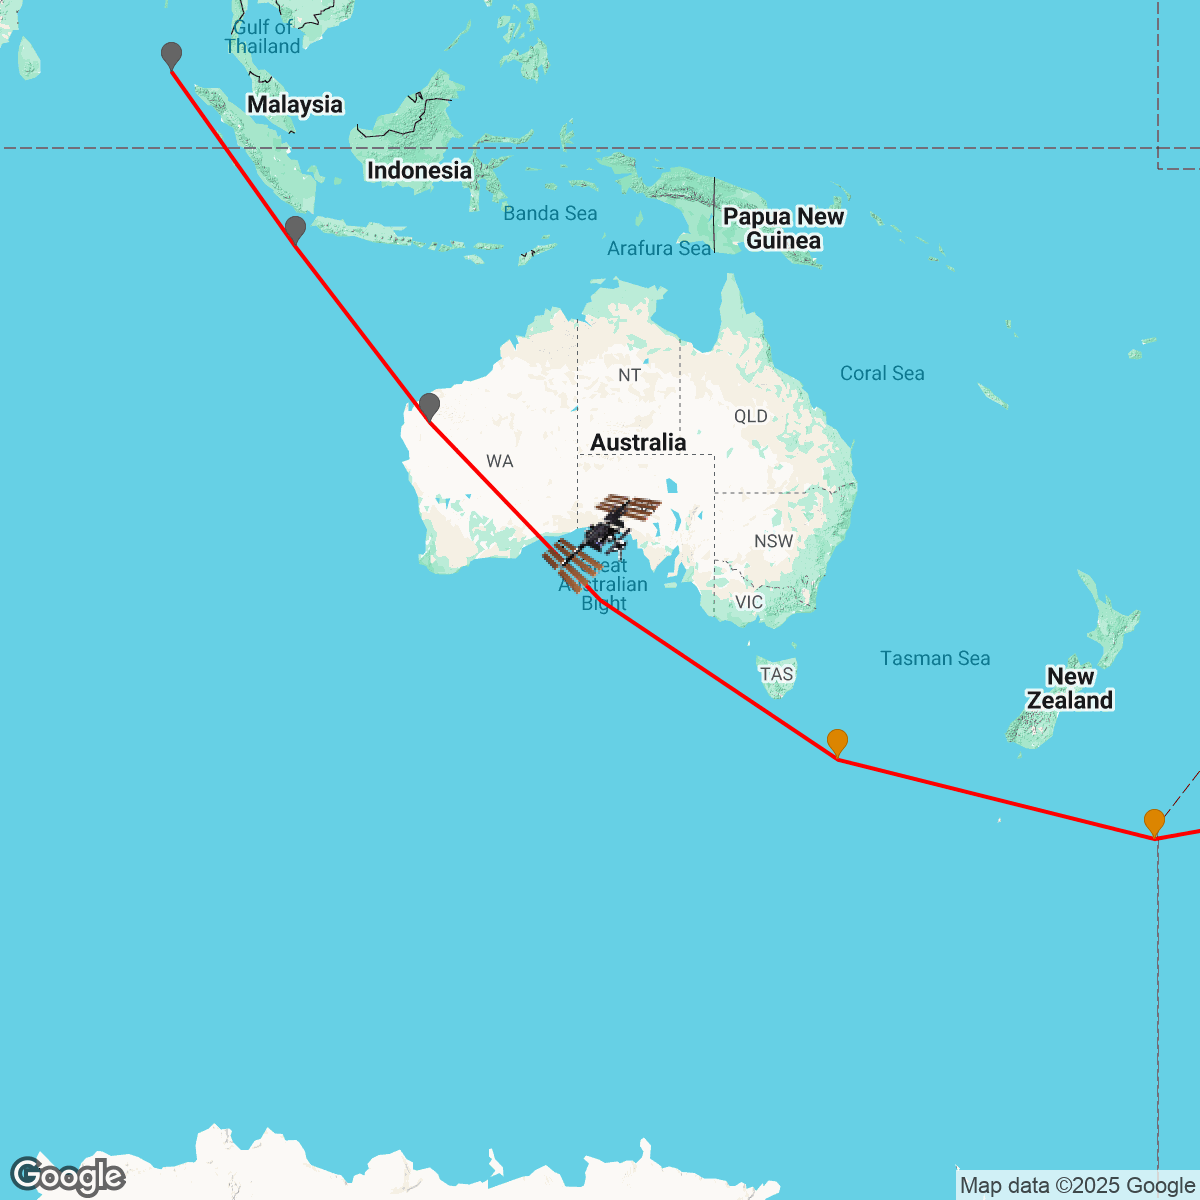 Gulf of
Thailand
Malaysia
Indonesia
Banda Sea
Papua New
Guinea
Arafura Sea
NT
Coral Sea
QLD
Australia
WA
NSW
Great
Australian
Bight
VIC
Tasman Sea
TAS
New
Zealand
Google
Map data ©2025 Google